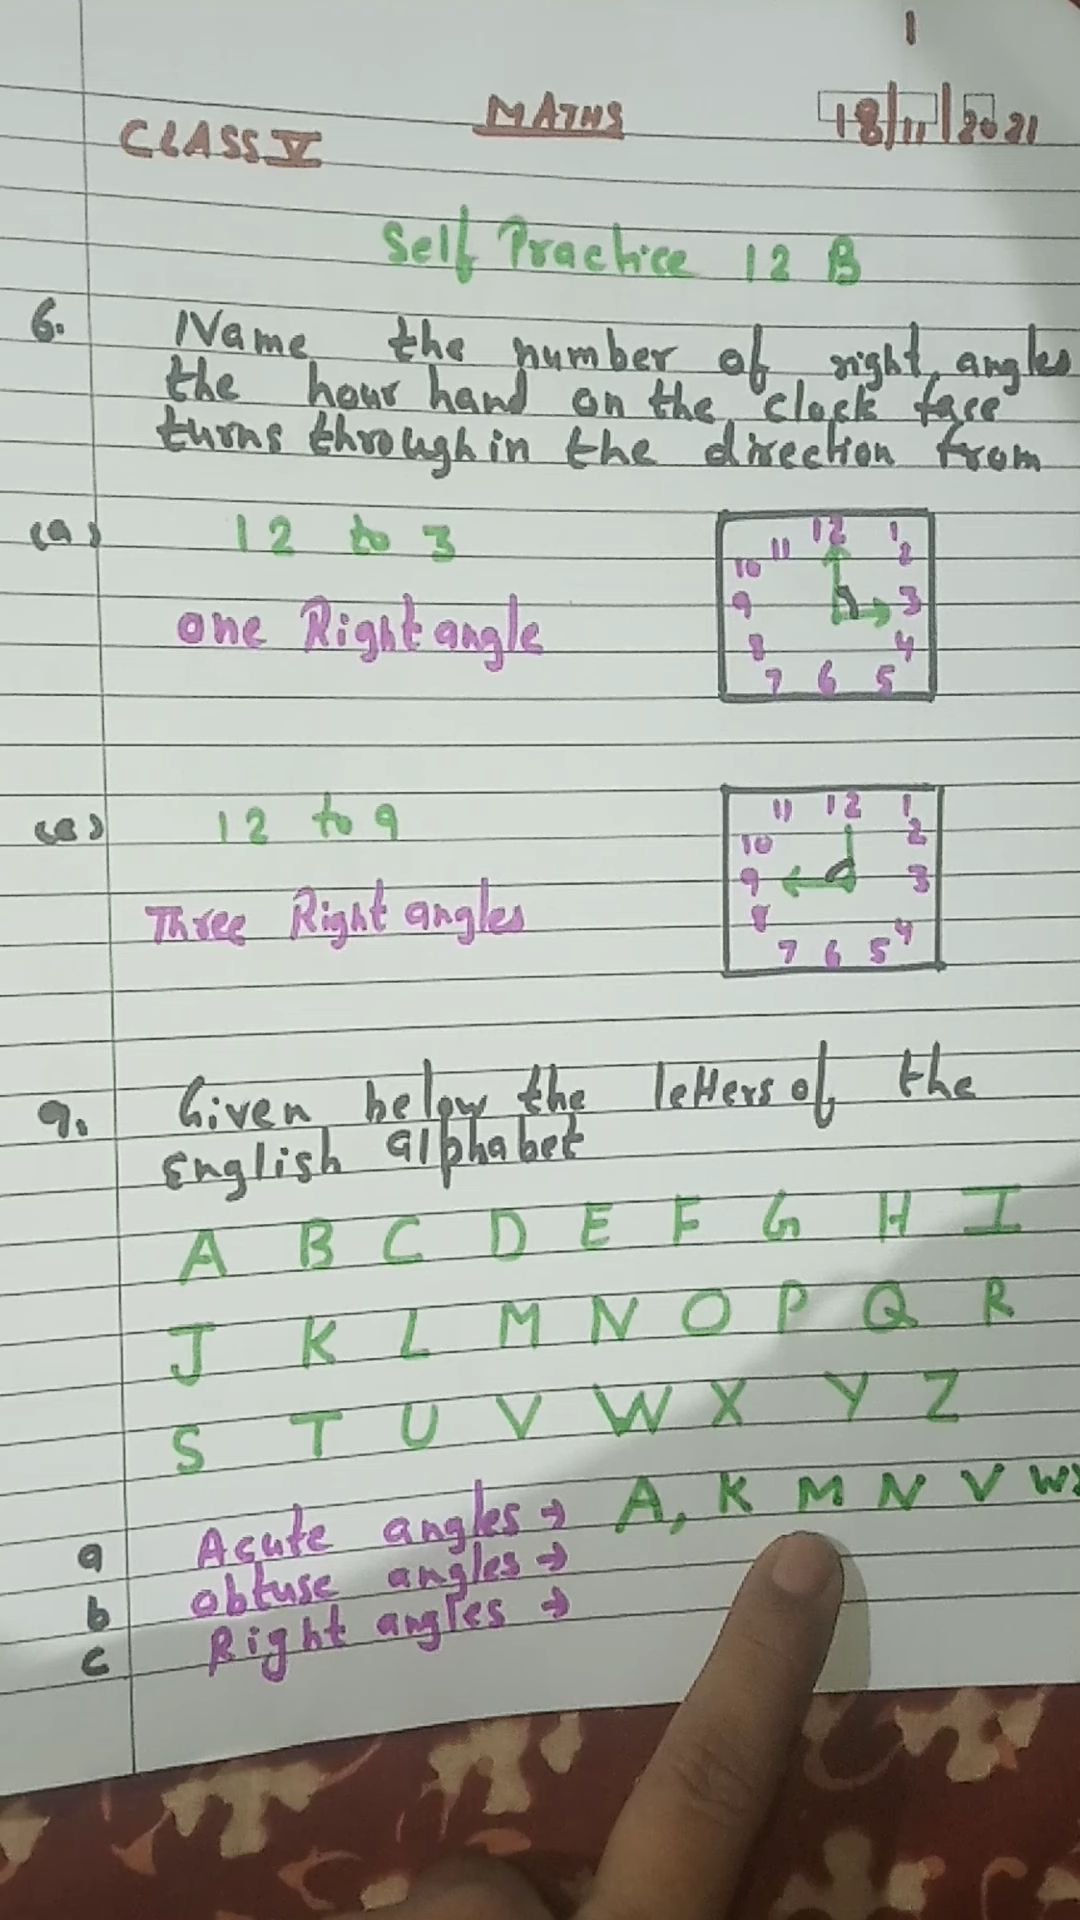 1
CLASS V MATHS 18/11/2021
Self Practice 12 B
6. Name the number of right angles
the hour hand on the clock face
turns through in the direction from
(a) 12 to 3
one Right angle
12 1
11 2
10
9 3
8 4
7 6 5
12 to 9
Three Right angles
11 12 1
10 2
9 3
8 4
7 6 5
9. Given below the letters of the
English alphabet
A B C D E F G H I
J K L M N O P Q R
S T U V W X Y Z
a Acute angles → A, K M N V W
b obtuse angles →
c Right angles →